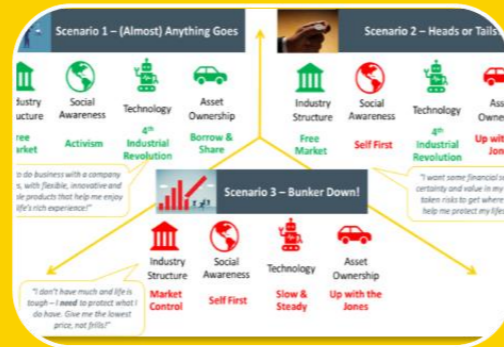 Scenario 1 – (Almost) Anything Goes
Social
Awareness
Technology
Asset
Ownership
Activism
4th
Industrial
Revolution
Borrow &
Share
to do business with a company
with flexible, innovative and
products that help me enjoy
life's rich experience!"
Scenario 2 – Heads or Tails
Industry
Structure
Social
Awareness
Technology
Free
Market
Self First
4th
Industrial
Revolution
Up with
Jones
"I want some financial
certainty and value in my
taken risks to get where
help me protect my
Scenario 3 – Bunker Down!
Industry
Structure
Social
Awareness
Technology
Asset
Ownership
Market
Control
Self First
Slow &
Steady
Up with the
Jones
"I don't have much and life is
tough – I need to protect what I
do have. Give me the lowest
price, not frills!"